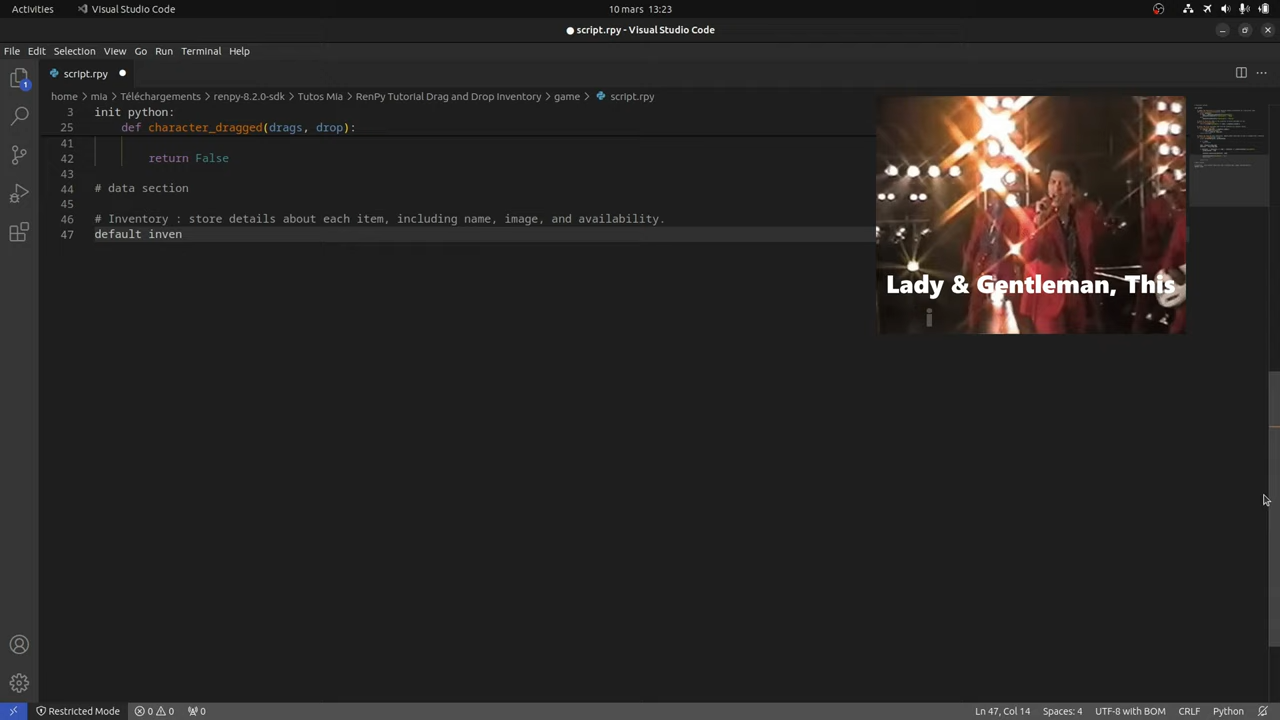 Activities
Visual Studio Code
10 mars 13:23
● script.rpy - Visual Studio Code
File Edit Selection View Go Run Terminal Help
script.rpy
home > mia > Téléchargements > renpy-8.2.0-sdk > Tutos Mia > RenPy Tutorial Drag and Drop Inventory > game > script.rpy
3 init python:
25 def character_dragged(drags, drop):
41
42 return False
43
44 # data section
45
46 # Inventory : store details about each item, including name, image, and availability.
47 default inven
Lady & Gentleman, This
i
1
Restricted Mode
0 0
0
Ln 47, Col 14
Spaces: 4
UTF-8 with BOM
CRLF
Python